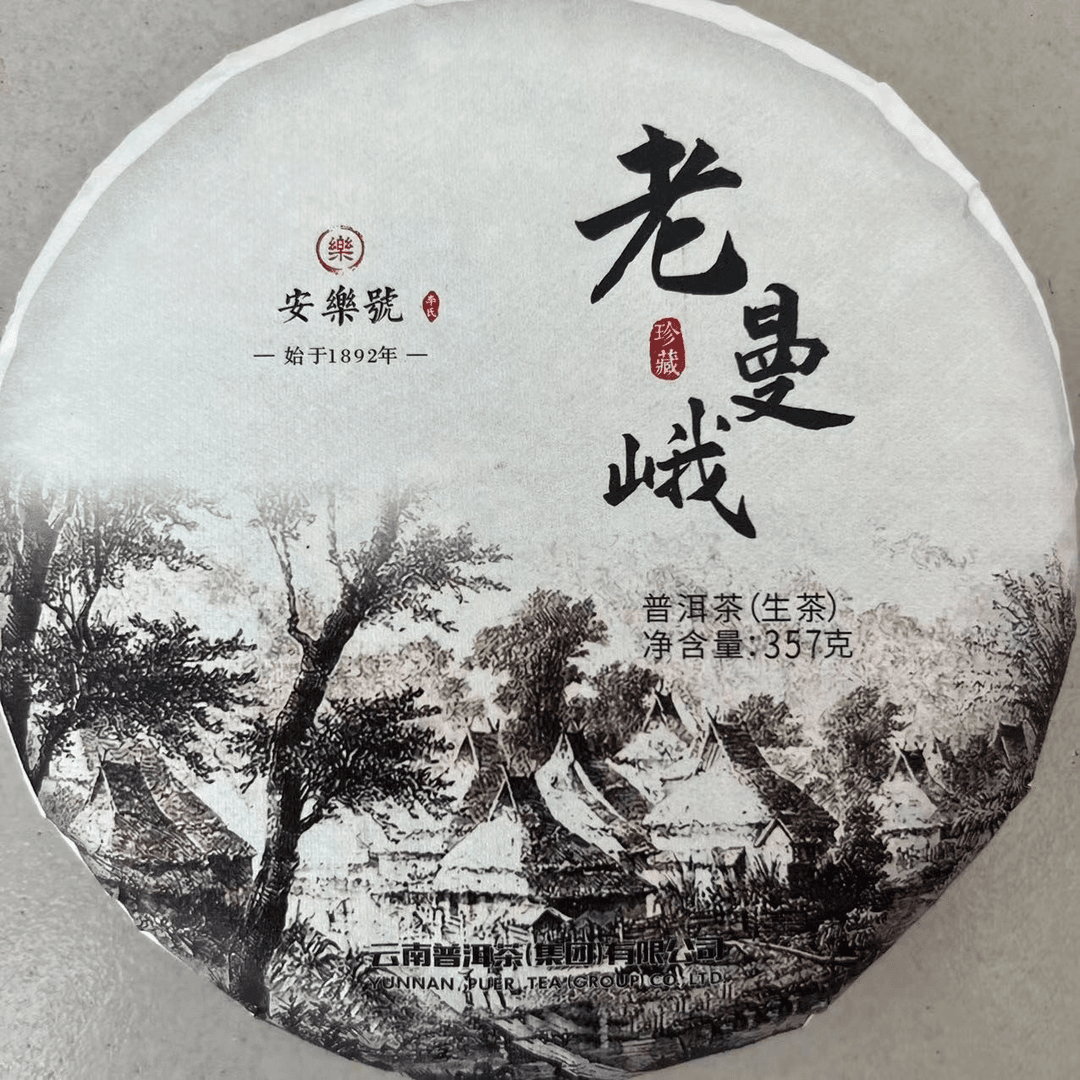 樂
安樂號
李氏
始于1892年
老曼峨
珍藏
普洱茶(生茶)
净含量:357克
云南普洱茶(集团)有限公司
YUNNAN PUER TEA (GROUP) CO., LTD